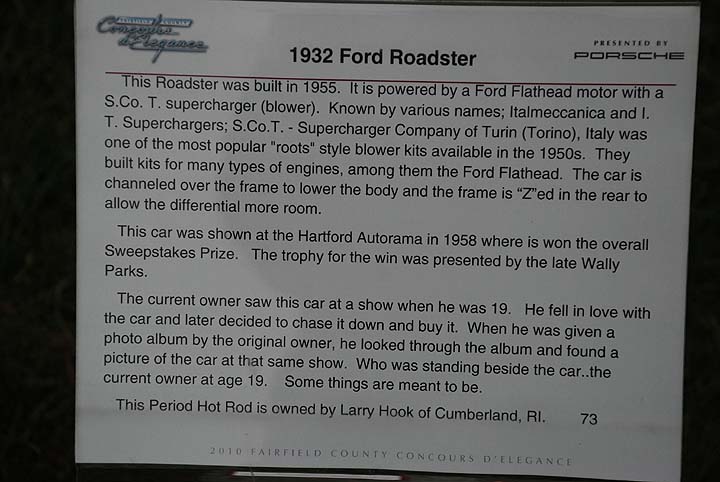 FAIRFIELD COUNTY
Concours
d'Elegance
1932 Ford Roadster
PRESENTED BY
PORSCHE
This Roadster was built in 1955. It is powered by a Ford Flathead motor with a
S.Co. T. supercharger (blower). Known by various names; Italmeccanica and I.
T. Superchargers; S.Co.T. - Supercharger Company of Turin (Torino), Italy was
one of the most popular "roots" style blower kits available in the 1950s. They
built kits for many types of engines, among them the Ford Flathead. The car is
channeled over the frame to lower the body and the frame is "Z"ed in the rear to
allow the differential more room.
This car was shown at the Hartford Autorama in 1958 where is won the overall
Sweepstakes Prize. The trophy for the win was presented by the late Wally
Parks.
The current owner saw this car at a show when he was 19. He fell in love with
the car and later decided to chase it down and buy it. When he was given a
photo album by the original owner, he looked through the album and found a
picture of the car at that same show. Who was standing beside the car..the
current owner at age 19. Some things are meant to be.
This Period Hot Rod is owned by Larry Hook of Cumberland, RI. 73
2010 FAIRFIELD COUNTY CONCOURS D'ELEGANCE